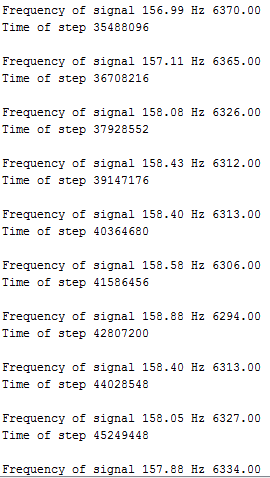 Frequency of signal 156.99 Hz 6370.00
Time of step 35488096
Frequency of signal 157.11 Hz 6365.00
Time of step 36708216
Frequency of signal 158.08 Hz 6326.00
Time of step 37928552
Frequency of signal 158.43 Hz 6312.00
Time of step 39147176
Frequency of signal 158.40 Hz 6313.00
Time of step 40364680
Frequency of signal 158.58 Hz 6306.00
Time of step 41586456
Frequency of signal 158.88 Hz 6294.00
Time of step 42807200
Frequency of signal 158.40 Hz 6313.00
Time of step 44028548
Frequency of signal 158.05 Hz 6327.00
Time of step 45249448
Frequency of signal 157.88 Hz 6334.00